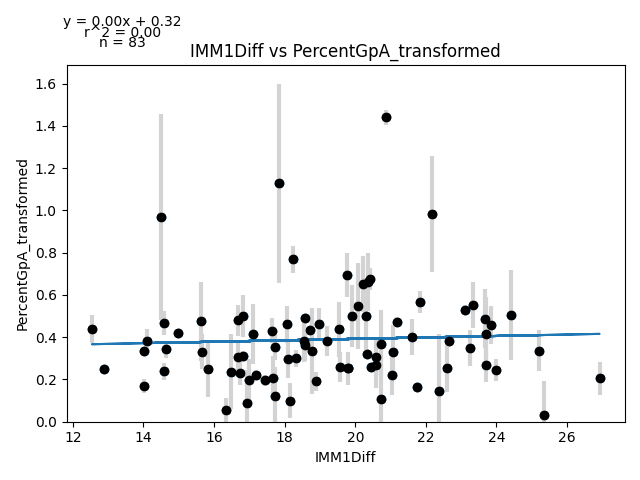 y = 0.00x + 0.32
r^2 = 0.00
n = 83
IMM1Diff vs PercentGpA_transformed
1.6
1.4
1.2
1.0
0.8
0.6
0.4
0.2
0.0
PercentGpA_transformed
12 14 16 18 20 22 24 26
IMM1Diff